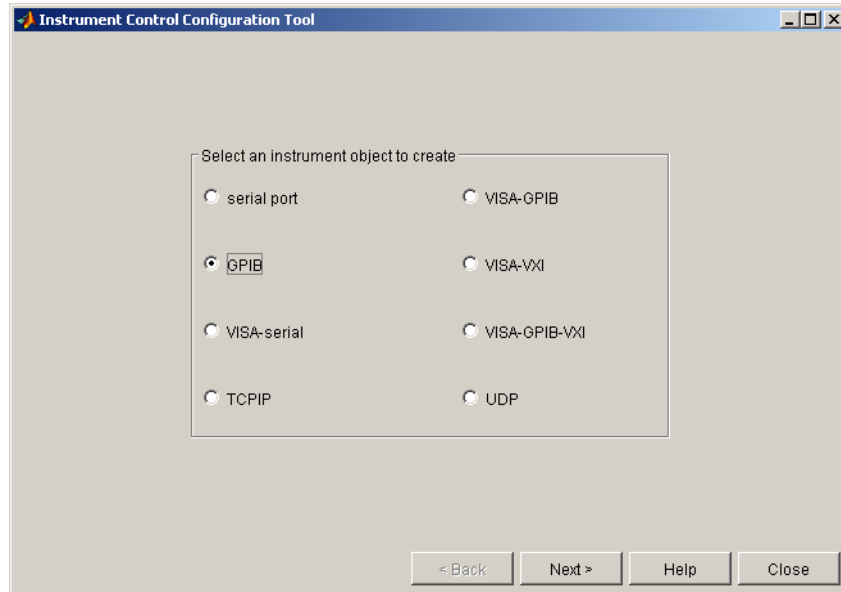 Instrument Control Configuration Tool
Select an instrument object to create
serial port VISA-GPIB
GPIB VISA-VXI
VISA-serial VISA-GPIB-VXI
TCPIP UDP
< Back Next > Help Close